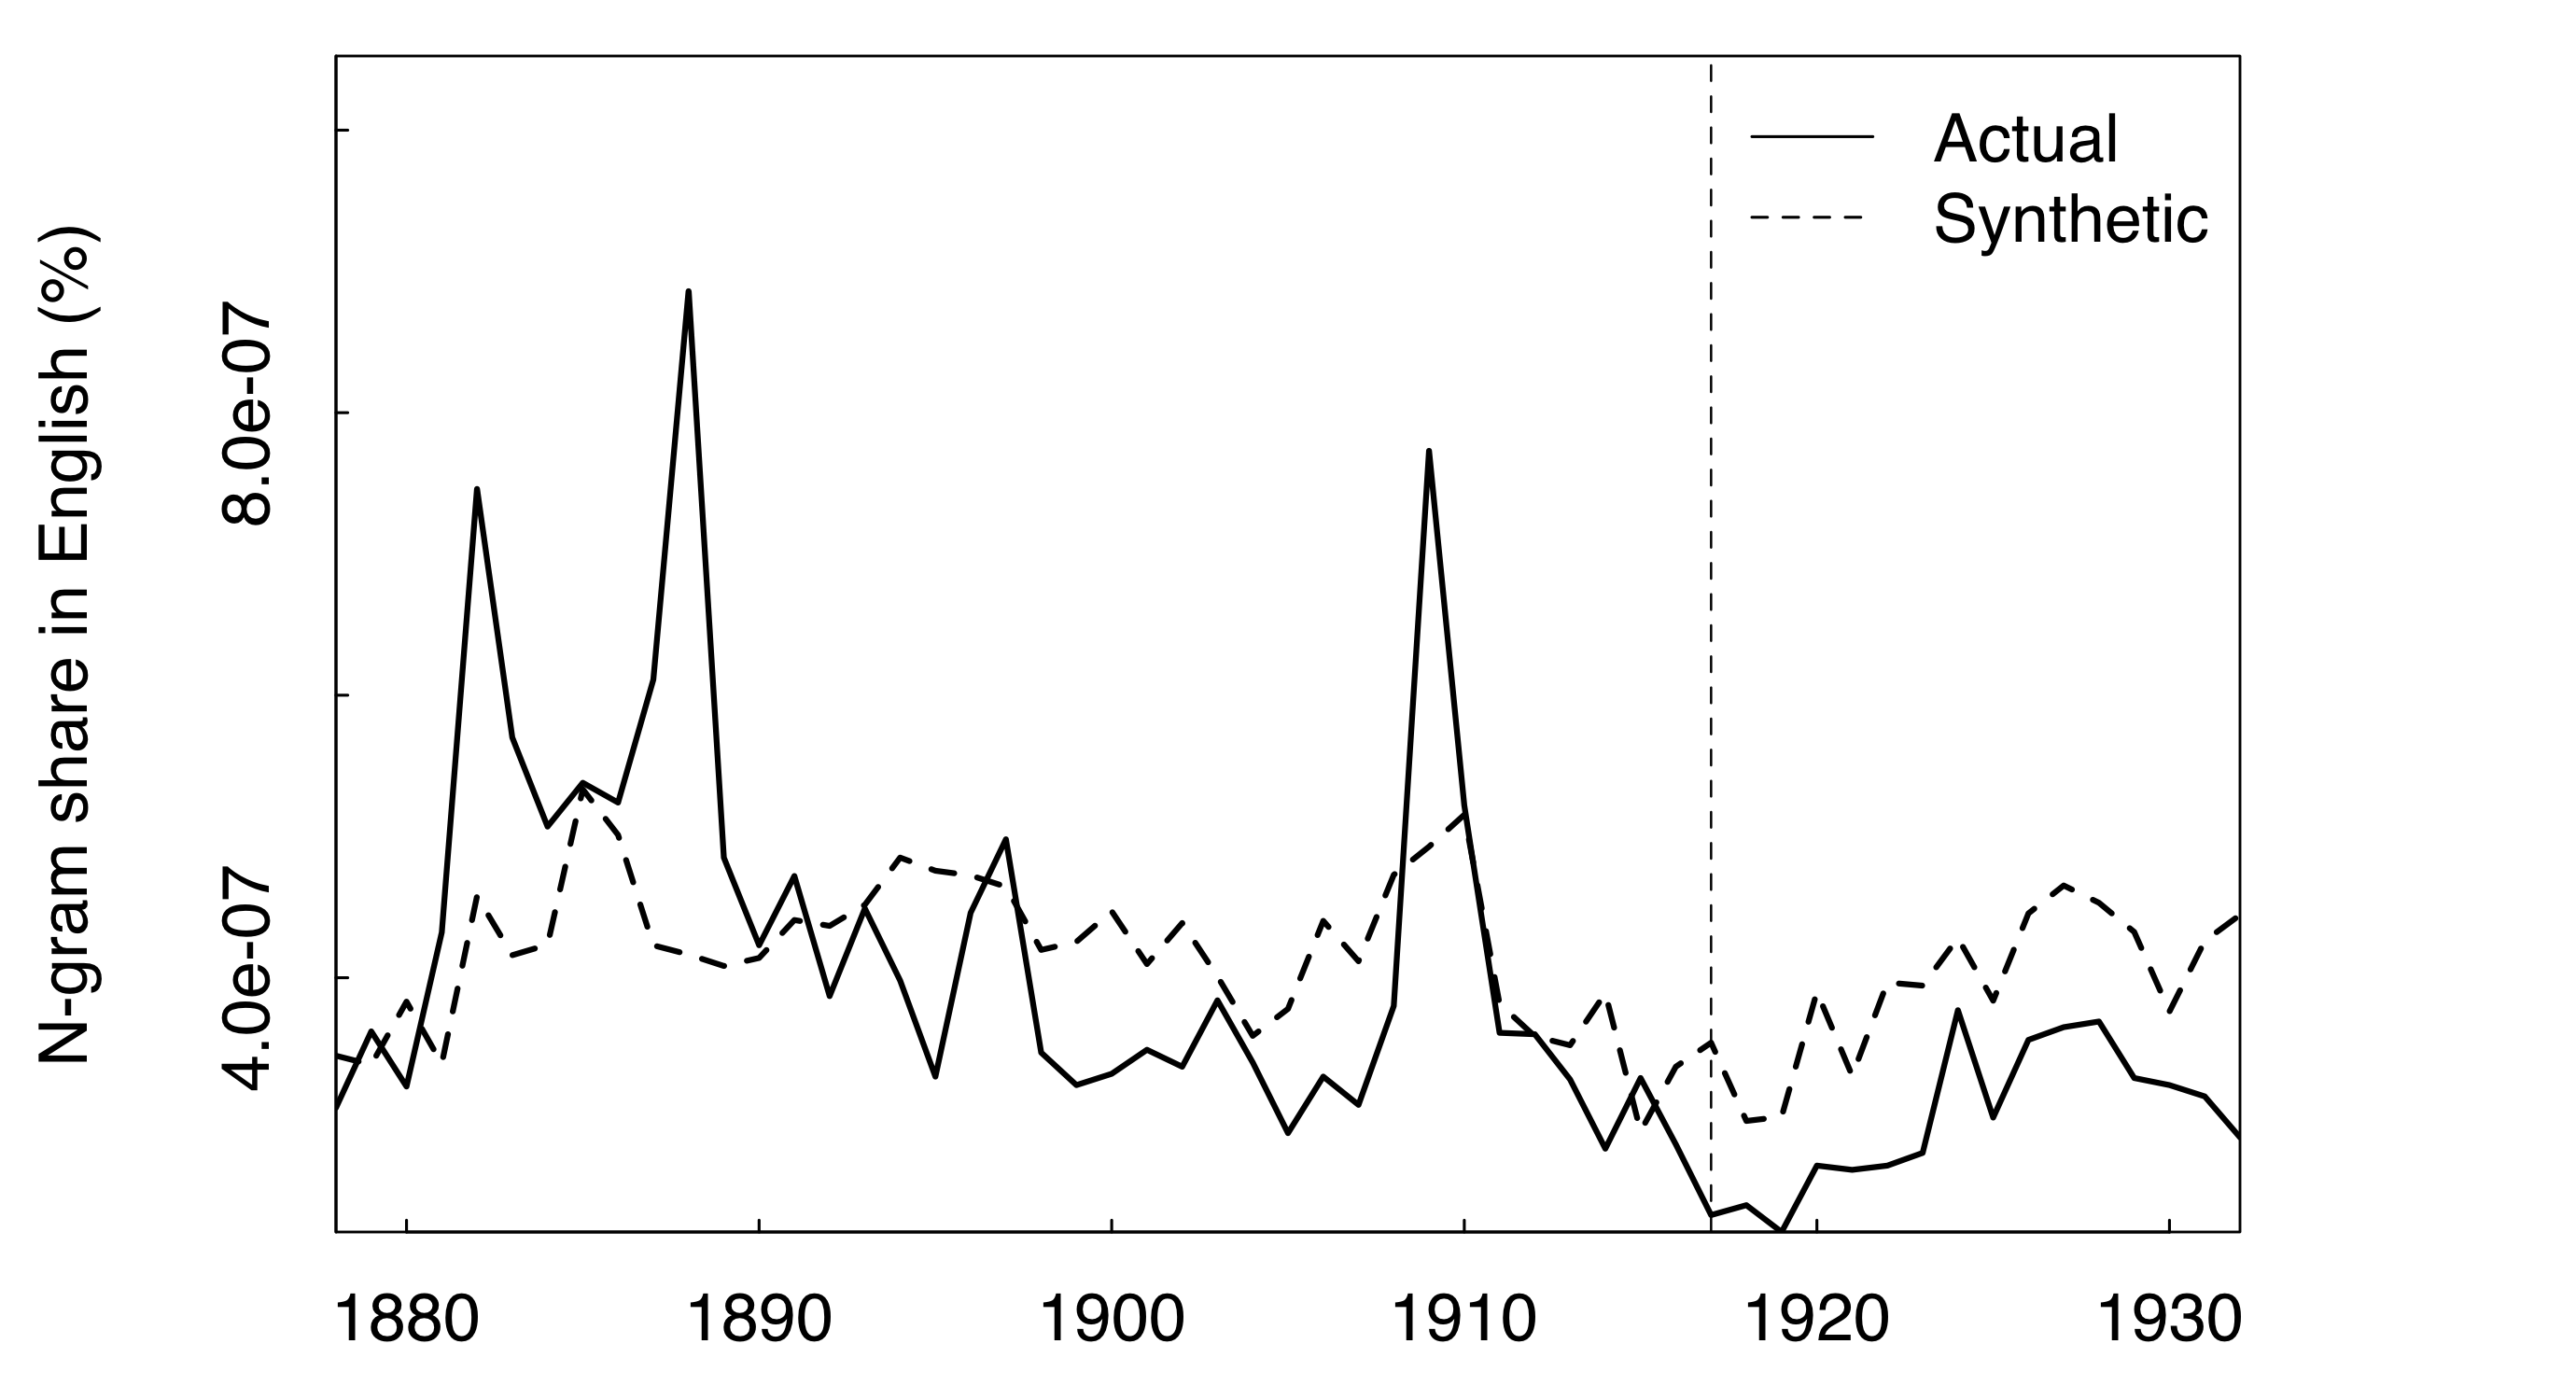 N-gram share in English (%)
8.0e-07
4.0e-07
Actual
Synthetic
1880 1890 1900 1910 1920 1930